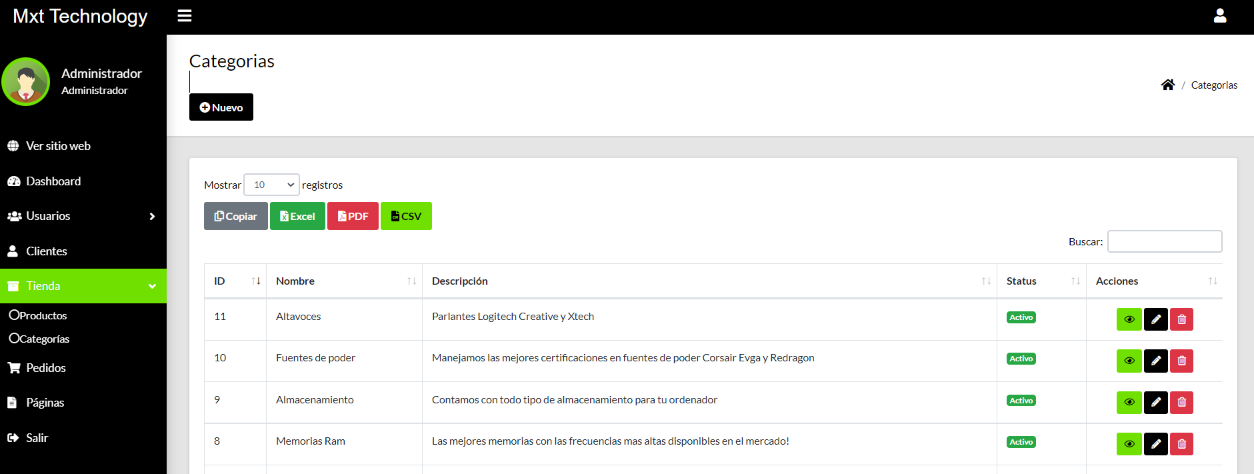 Mxt Technology
Administrador
Administrador
Ver sitio web
Dashboard
Usuarios
Clientes
Tienda
Productos
Categorías
Pedidos
Páginas
Salir
Categorias
Nuevo
/ Categorias
Mostrar 10 registros
Copiar Excel PDF CSV
Buscar:
ID Nombre Descripción Status Acciones
11 Altavoces Parlantes Logitech Creative y Xtech Activo
10 Fuentes de poder Manejamos las mejores certificaciones en fuentes de poder Corsair Evga y Redragon Activo
9 Almacenamiento Contamos con todo tipo de almacenamiento para tu ordenador Activo
8 Memorias Ram Las mejores memorias con las frecuencias mas altas disponibles en el mercado! Activo